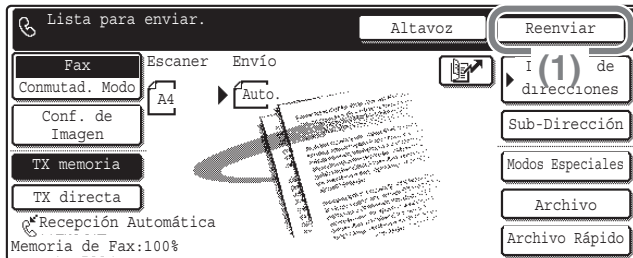 Lista para enviar.
Altavoz
Reenviar
Fax
Conmutad. Modo
Escaner
Envío
A4
Auto.
(1)
de
direcciones
Conf. de
Imagen
Sub-Dirección
TX memoria
Modos Especiales
TX directa
Archivo
Recepción Automática
Memoria de Fax:100%
Archivo Rápido